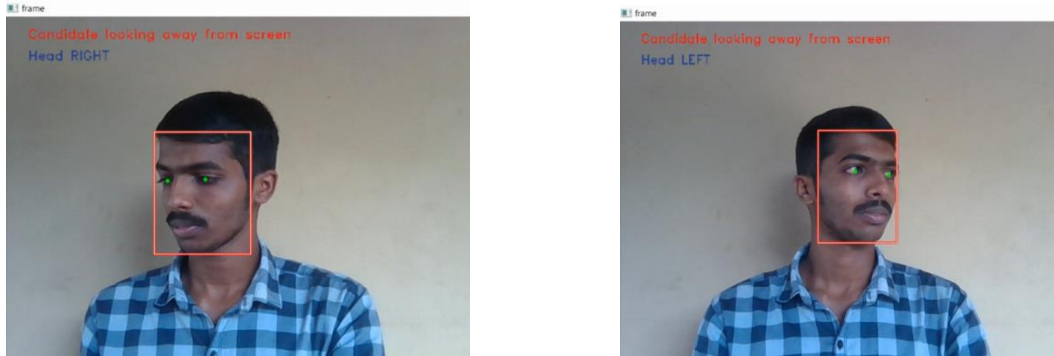 frame
Candidate looking away from screen
Head RIGHT
frame
Candidate looking away from screen
Head LEFT